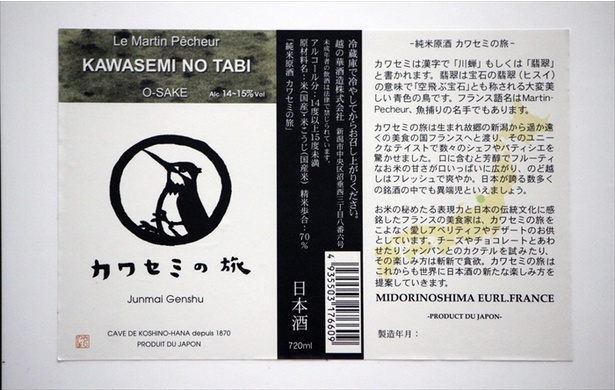 Le Martin Pêcheur
KAWASEMI NO TABI
O-SAKE Alc 14-15%Vol
カワセミの旅
Junmai Genshu
CAVE DE KOSHINO-HANA depuis 1870
PRODUIT DU JAPON
冷蔵庫で冷やしてからお召し上がりください。
越の華酒造株式会社 新潟市中央区沼垂西三丁目八番六号
未成年者の飲酒は法律で禁じられています。
アルコール分：14度以上15度未満
原材料名：米(国産)・米こうじ(国産米) 精米歩合：70%
「純米原酒 カワセミの旅」
日本酒
720ml
4935503176609
-純米原酒 カワセミの旅-
カワセミは漢字で「川蝉」もしくは「翡翠」
と書かれます。翡翠は宝石の翡翠(ヒスイ)
の意味で「空飛ぶ宝石」とも称される大変美
しい青色の鳥です。フランス語名はMartin-
Pecheur、魚捕りの名手でもあります。
カワセミの旅は生まれ故郷の新潟から遥か遠
くの美食の国フランスへと渡り、そのユニー
クなテイストで数々のシェフやパティシエを
驚かせました。 口に含むと芳醇でフルーティ
なお米の甘さが口いっぱいに広がり、のど越
しはフレッシュで爽やか。日本が誇る数多く
の銘酒の中でも異端児といえましょう。
お米の秘めたる表現力と日本の伝統文化に感
銘したフランスの美食家は、カワセミの旅を
こよなく愛しアペリティフやデザートのお供
としています。チーズやチョコレートとあわ
せたりシャンパンとのカクテルを試みたり、
その楽しみ方は斬新で貪欲。カワセミの旅は
これからも世界に日本酒の新たな楽しみ方を
提案していきます。
MIDORINOSHIMA EURL.FRANCE
-PRODUCT DU JAPON-
製造年月：